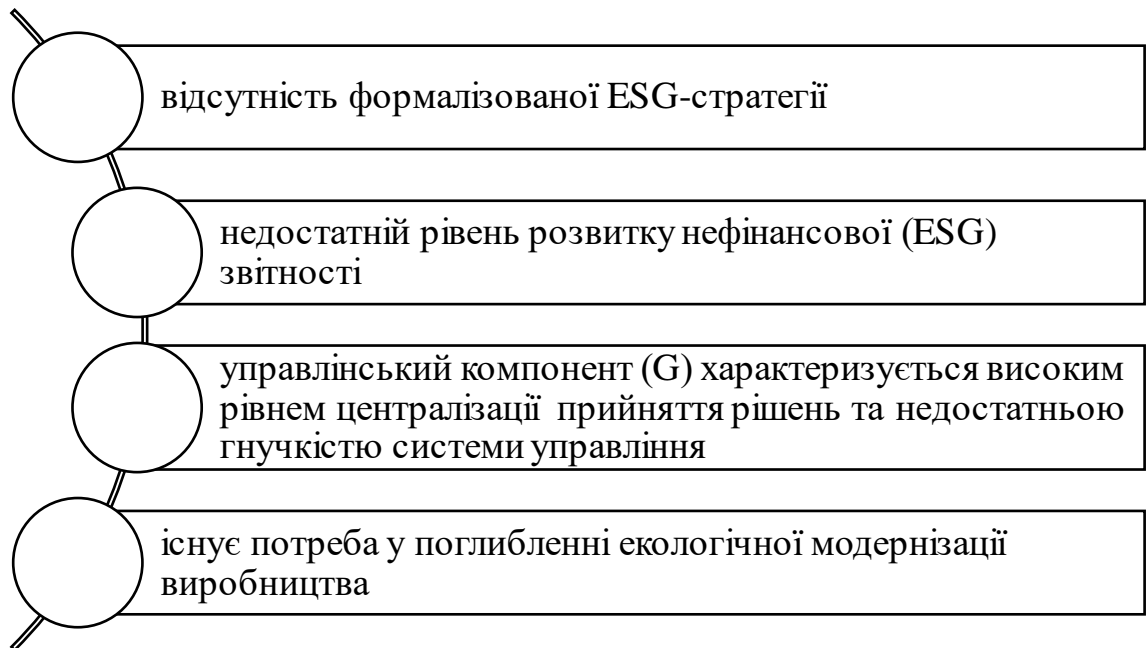 відсутність формалізованої ESG-стратегії
недостатній рівень розвитку нефінансової (ESG)
звітності
управлінський компонент (G) характеризується високим
рівнем централізації прийняття рішень та недостатньою
гнучкістю системи управління
існує потреба у поглибленні екологічної модернізації
виробництва